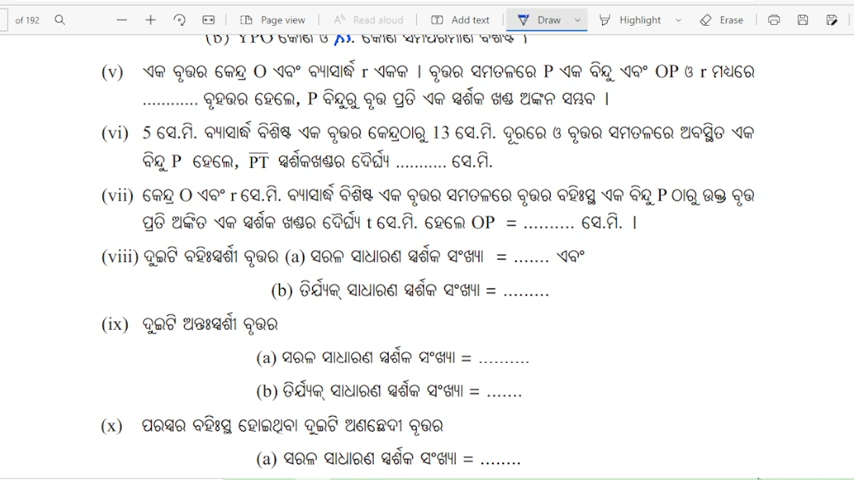 of 192 Page view Read aloud Add text Draw Highlight Erase
(v) ଏକ ବୃତ୍ତର କେନ୍ଦ୍ର O ଏବଂ ବ୍ୟାସାର୍ଦ୍ଧ r ଏକକ । ବୃତ୍ତର ସମତଳରେ P ଏକ ବିନ୍ଦୁ ଏବଂ OP ଓ r ମଧ୍ୟରେ
............ ବୃହତ୍ତର ହେଲେ, P ବିନ୍ଦୁରୁ ବୃତ୍ତ ପ୍ରତି ଏକ ସ୍ପର୍ଶକ ଖଣ୍ଡ ଅଙ୍କନ ସମ୍ଭବ ।
(vi) 5 ସେ.ମି. ବ୍ୟାସାର୍ଦ୍ଧ ବିଶିଷ୍ଟ ଏକ ବୃତ୍ତର କେନ୍ଦ୍ରଠାରୁ 13 ସେ.ମି. ଦୂରରେ ଓ ବୃତ୍ତର ସମତଳରେ ଅବସ୍ଥିତ ଏକ
ବିନ୍ଦୁ P ହେଲେ, P̅T̅ ସ୍ପର୍ଶକଖଣ୍ଡର ଦୈର୍ଘ୍ୟ ........... ସେ.ମି.
(vii) କେନ୍ଦ୍ର O ଏବଂ r ସେ.ମି. ବ୍ୟାସାର୍ଦ୍ଧ ବିଶିଷ୍ଟ ଏକ ବୃତ୍ତର ସମତଳରେ ବୃତ୍ତର ବହିଃସ୍ଥ ଏକ ବିନ୍ଦୁ P ଠାରୁ ଉକ୍ତ ବୃତ୍ତ
ପ୍ରତି ଅଙ୍କିତ ଏକ ସ୍ପର୍ଶକ ଖଣ୍ଡର ଦୈର୍ଘ୍ୟ t ସେ.ମି. ହେଲେ OP = .......... ସେ.ମି. ।
(viii) ଦୁଇଟି ବହିଃସ୍ପର୍ଶୀ ବୃତ୍ତର (a) ସରଳ ସାଧାରଣ ସ୍ପର୍ଶକ ସଂଖ୍ୟା = ....... ଏବଂ
(b) ତିର୍ଯ୍ୟକ୍ ସାଧାରଣ ସ୍ପର୍ଶକ ସଂଖ୍ୟା = .........
(ix) ଦୁଇଟି ଅନ୍ତଃସ୍ପର୍ଶୀ ବୃତ୍ତର
(a) ସରଳ ସାଧାରଣ ସ୍ପର୍ଶକ ସଂଖ୍ୟା = ..........
(b) ତିର୍ଯ୍ୟକ୍ ସାଧାରଣ ସ୍ପର୍ଶକ ସଂଖ୍ୟା = .......
(x) ପରସ୍ପର ବହିଃସ୍ଥ ହୋଇଥିବା ଦୁଇଟି ଅଣଛେଦୀ ବୃତ୍ତର
(a) ସରଳ ସାଧାରଣ ସ୍ପର୍ଶକ ସଂଖ୍ୟା = ........